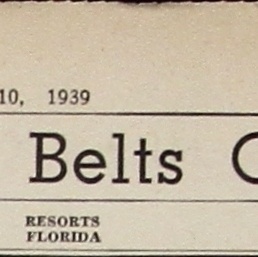 10, 1939
Belts
RESORTS
FLORIDA